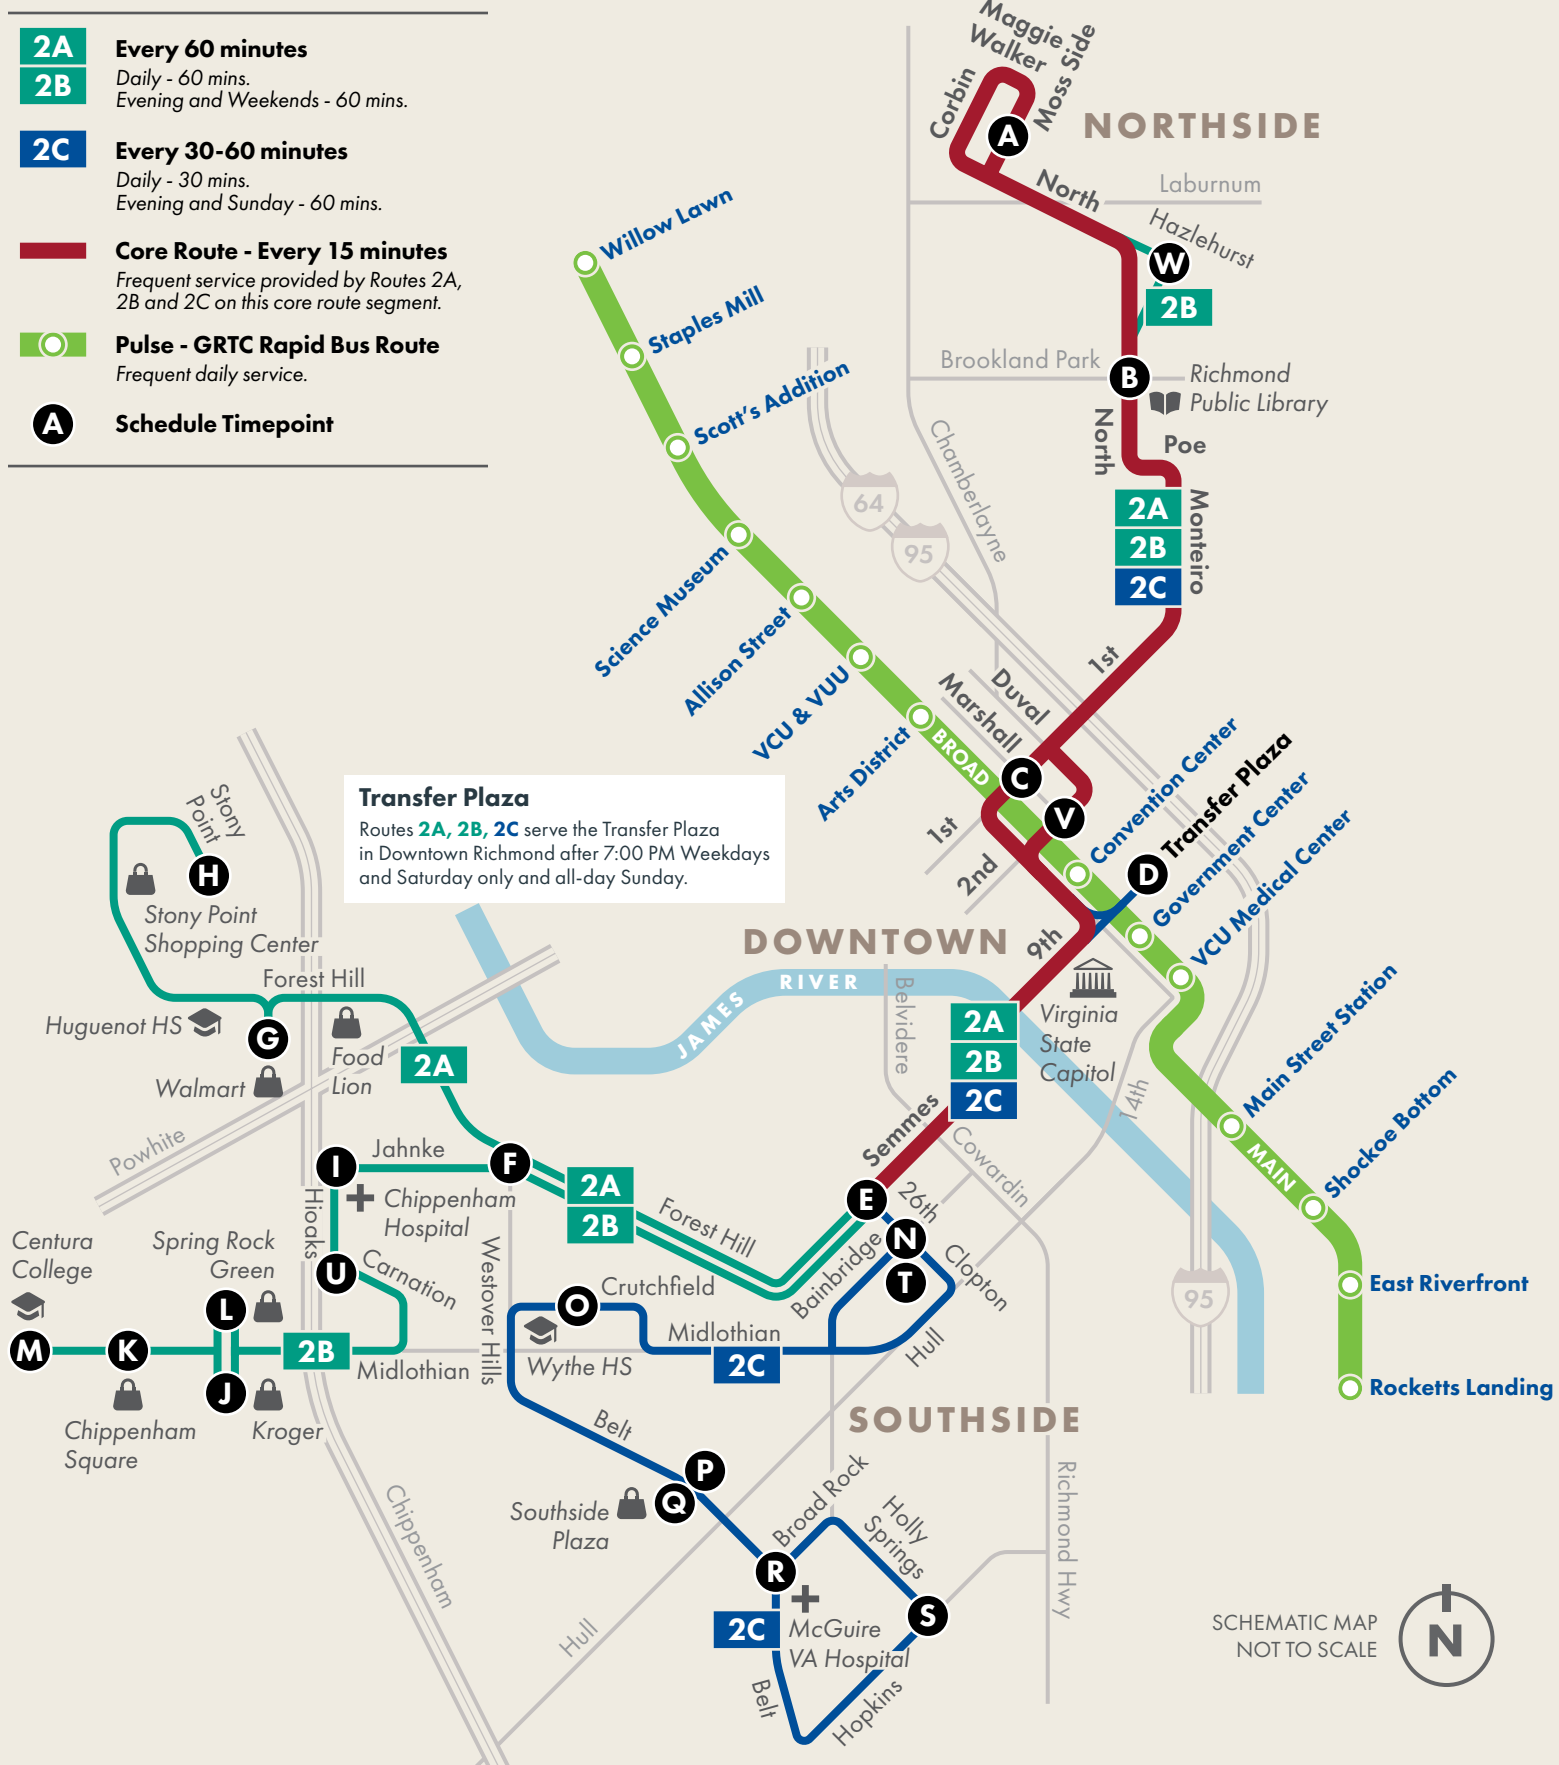 2A
2B
Every 60 minutes
Daily - 60 mins.
Evening and Weekends - 60 mins.
2C
Every 30-60 minutes
Daily - 30 mins.
Evening and Sunday - 60 mins.
Core Route - Every 15 minutes
Frequent service provided by Routes 2A,
2B and 2C on this core route segment.
Pulse - GRTC Rapid Bus Route
Frequent daily service.
A
Schedule Timepoint
Maggie
Walker
Corbin
Moss Side
A
NORTHSIDE
North
Laburnum
Hazlehurst
W
2B
Brookland Park
B
Richmond
Public Library
North
Poe
Monteiro
2A
2B
2C
Willow Lawn
Staples Mill
Scott's Addition
64
95
Chamberlayne
Science Museum
Allison Street
VCU & VUU
Arts District
BROAD
1st
Duval
Marshall
C
V
1st
2nd
Convention Center
D
Transfer Plaza
Government Center
VCU Medical Center
Transfer Plaza
Routes 2A, 2B, 2C serve the Transfer Plaza
in Downtown Richmond after 7:00 PM Weekdays
and Saturday only and all-day Sunday.
DOWNTOWN
9th
JAMES
RIVER
Belvidere
Virginia
State
Capitol
14th
2A
2B
2C
Main Street Station
Shockoe Bottom
MAIN
East Riverfront
Rocketts Landing
95
Stony
Point
H
Stony Point
Shopping Center
Forest Hill
Huguenot HS
G
Walmart
Food
Lion
2A
Powhite
I
Jahnke
F
Chippenham
Hospital
2A
2B
Forest Hill
Semmes
Cowardin
E
26th
N
T
Bainbridge
Clopton
Hull
Hioaks
U
Carnation
Westover Hills
Centura
College
Spring Rock
Green
L
M
K
J
2B
Midlothian
Chippenham
Square
Kroger
O
Crutchfield
Wythe HS
Midlothian
2C
SOUTHSIDE
Belt
P
Q
Southside
Plaza
Chippenham
Hull
Broad Rock
Holly
Springs
R
S
2C
McGuire
VA Hospital
Belt
Hopkins
Richmond Hwy
SCHEMATIC MAP
NOT TO SCALE
N